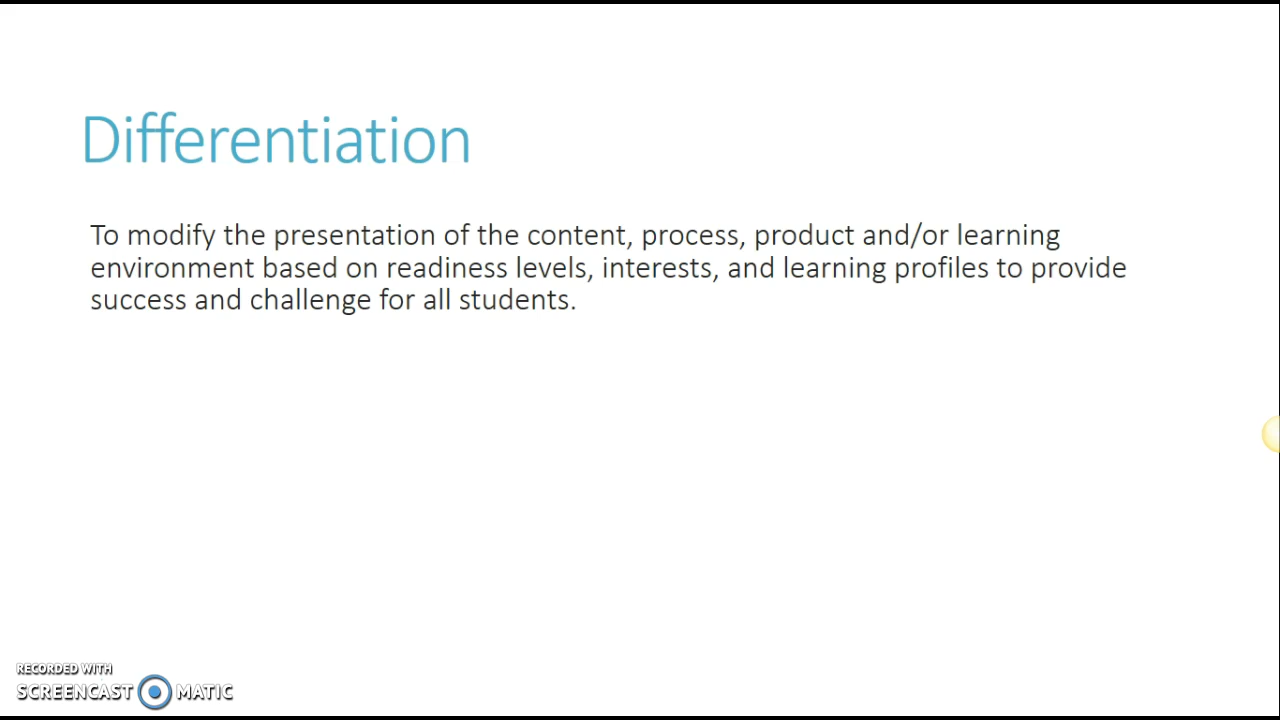 Differentiation
To modify the presentation of the content, process, product and/or learning
environment based on readiness levels, interests, and learning profiles to provide
success and challenge for all students.
RECORDED WITH
SCREENCAST MATIC